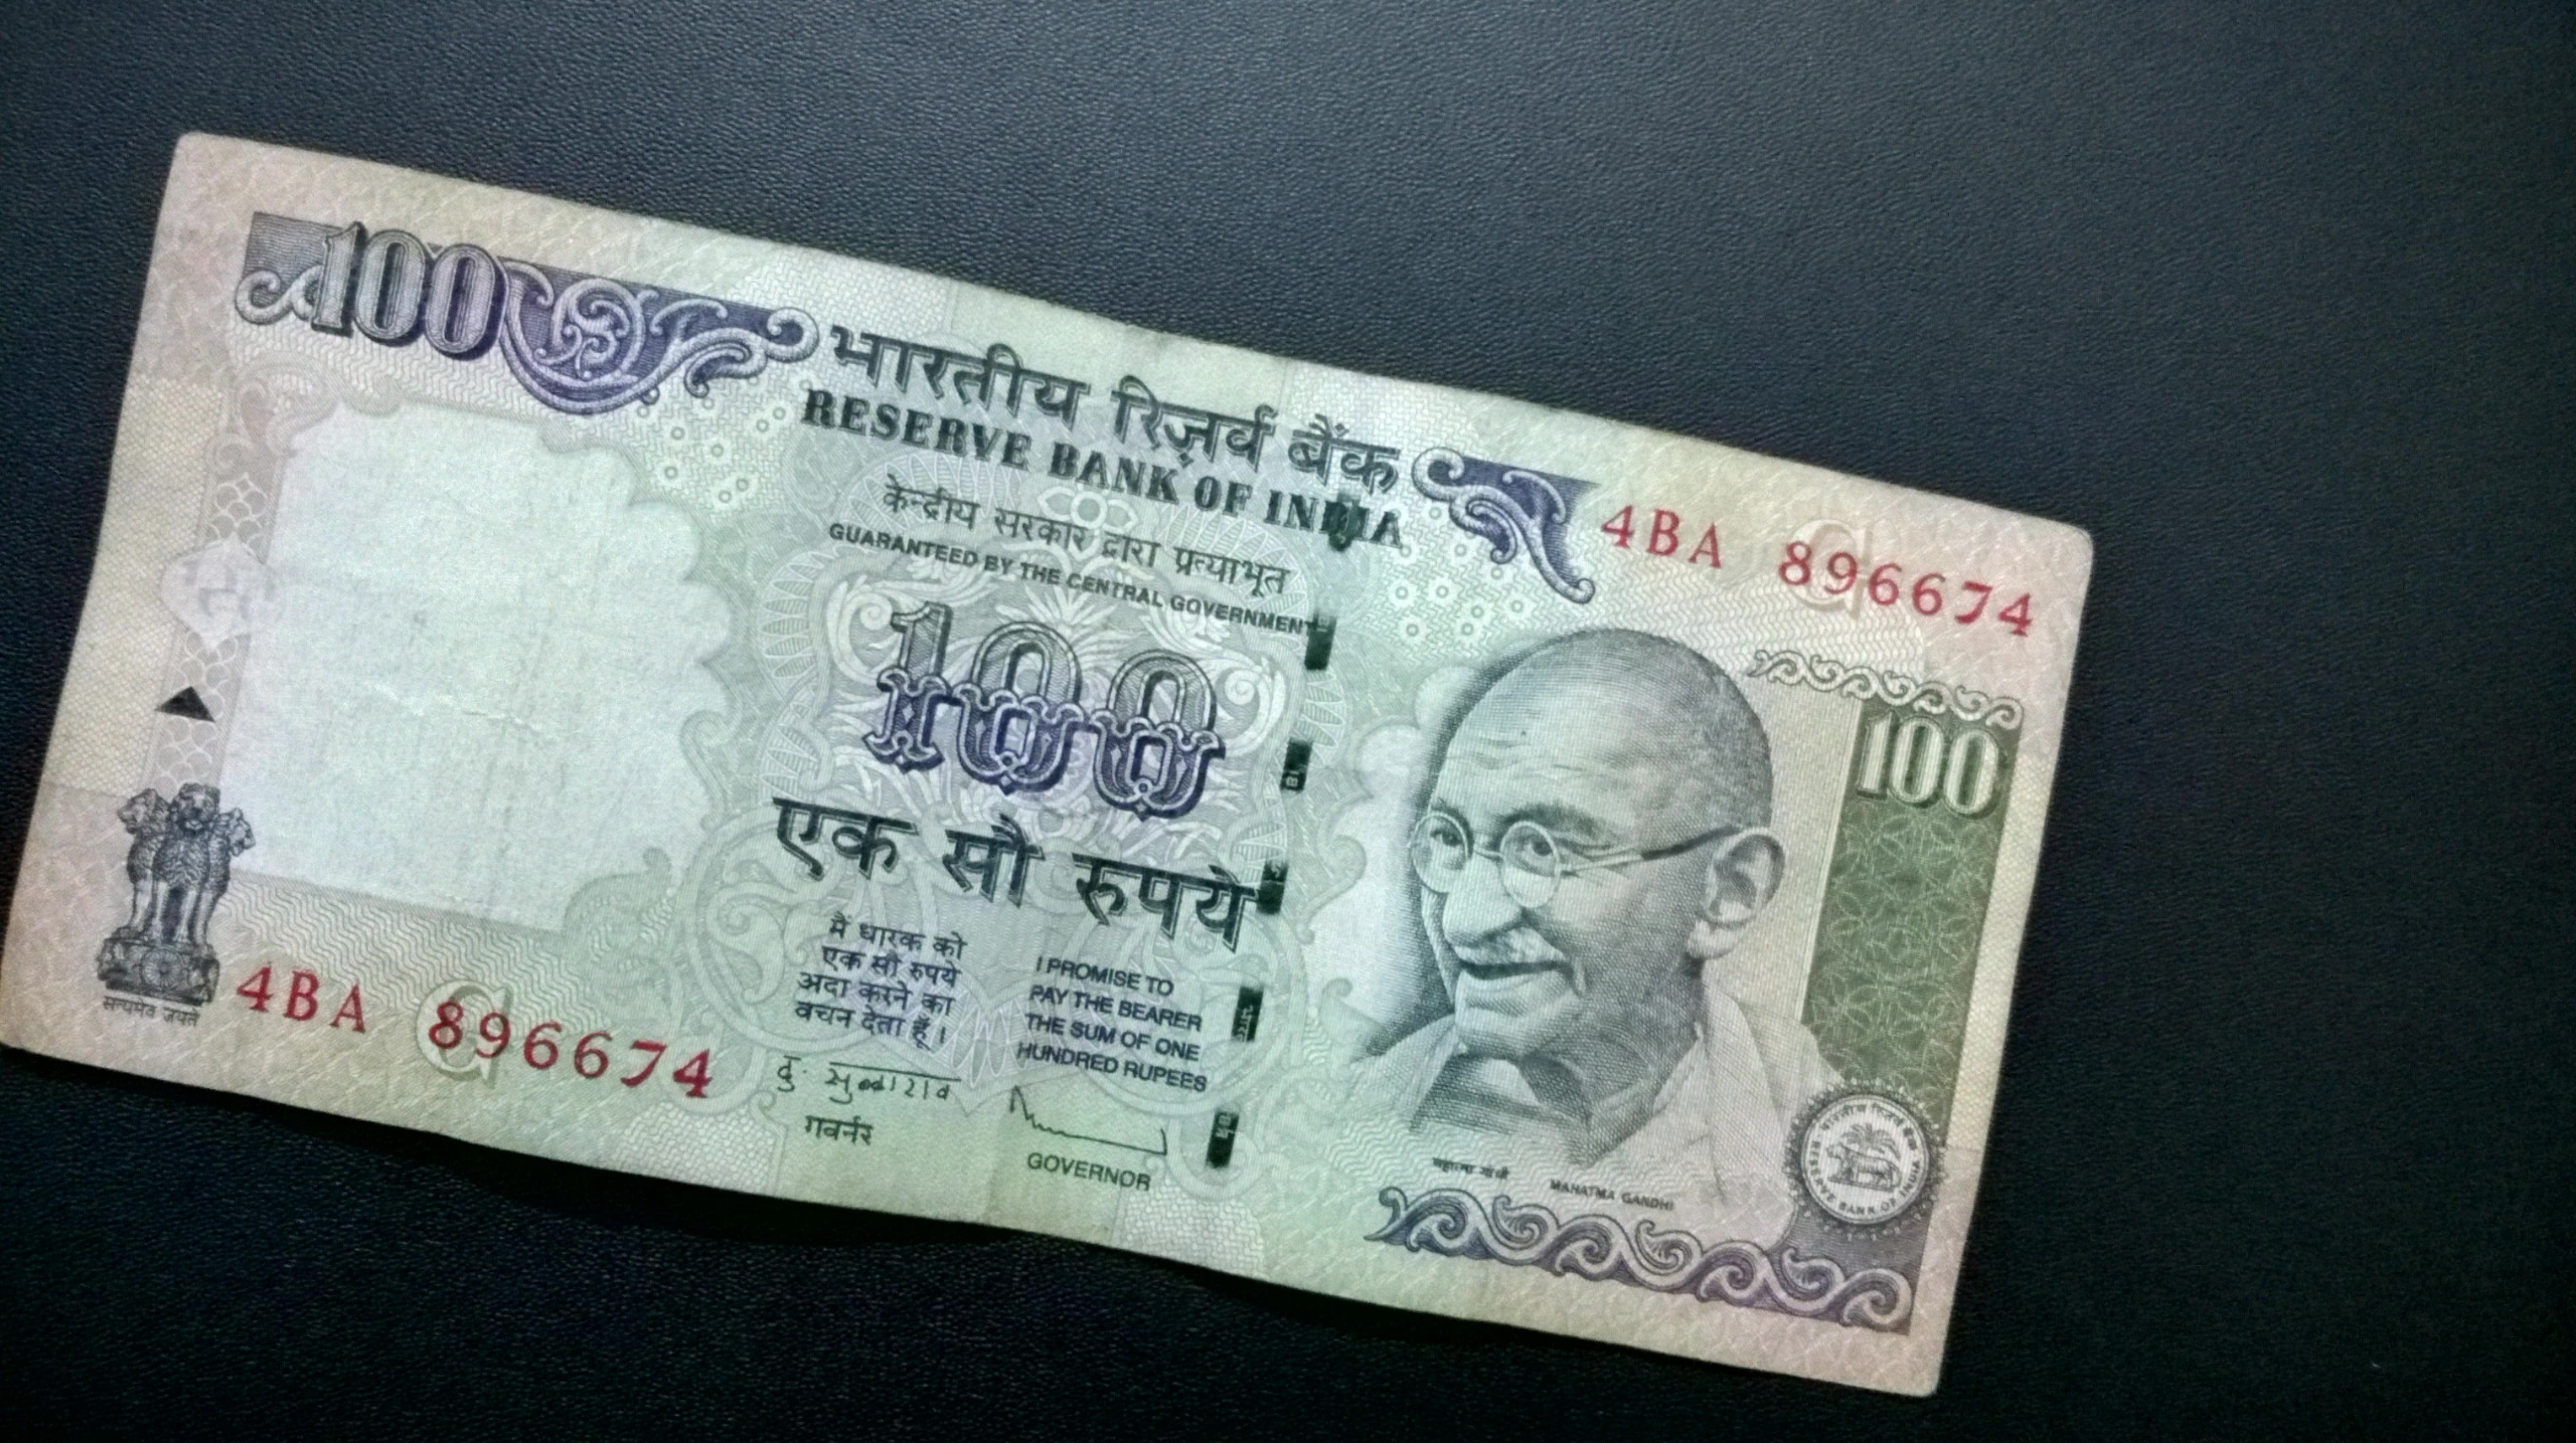 100
भारतीय रिज़र्व बैंक
RESERVE BANK OF INDIA
केन्द्रीय सरकार द्वारा प्रत्याभूत
GUARANTEED BY THE CENTRAL GOVERNMENT
4BA 896674
100
100
एक सौ रुपये
मैं धारक को
एक सौ रुपये
अदा करने का
वचन देता हूँ।
I PROMISE TO
PAY THE BEARER
THE SUM OF ONE
HUNDRED RUPEES
गवर्नर
GOVERNOR
सत्यमेव जयते
4BA 896674
महात्मा गांधी
MAHATMA GANDHI
भारतीय रिज़र्व बैंक
RESERVE BANK OF INDIA